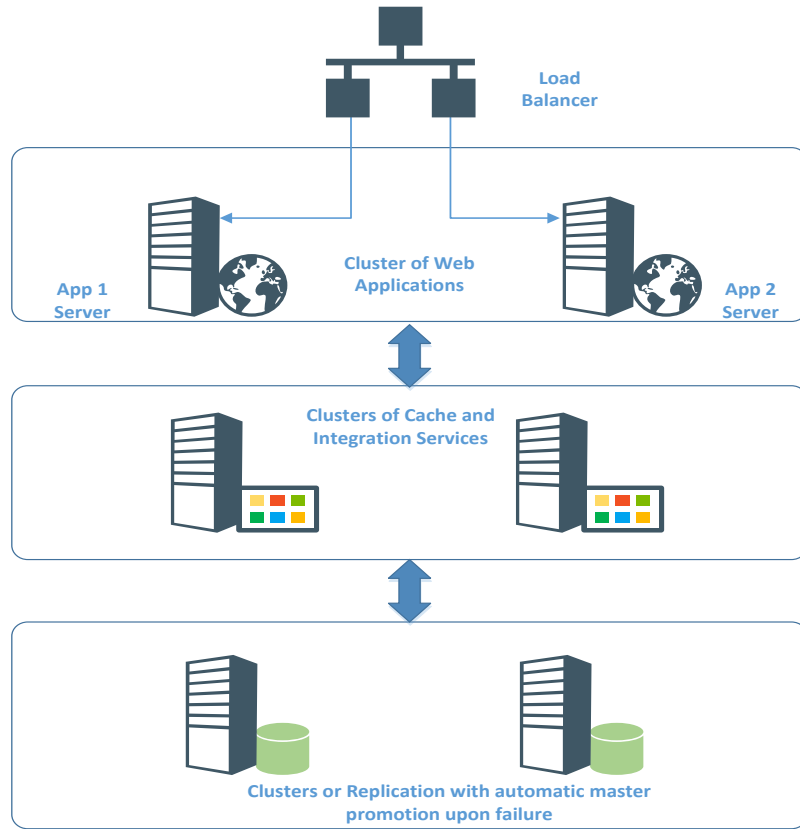 Load
Balancer
Cluster of Web
Applications
App 1
Server
App 2
Server
Clusters of Cache and
Integration Services
Clusters or Replication with automatic master
promotion upon failure